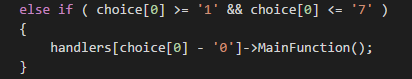 else if ( choice[0] >= '1' && choice[0] <= '7' )
{
    handlers[choice[0] - '0']->MainFunction();
}